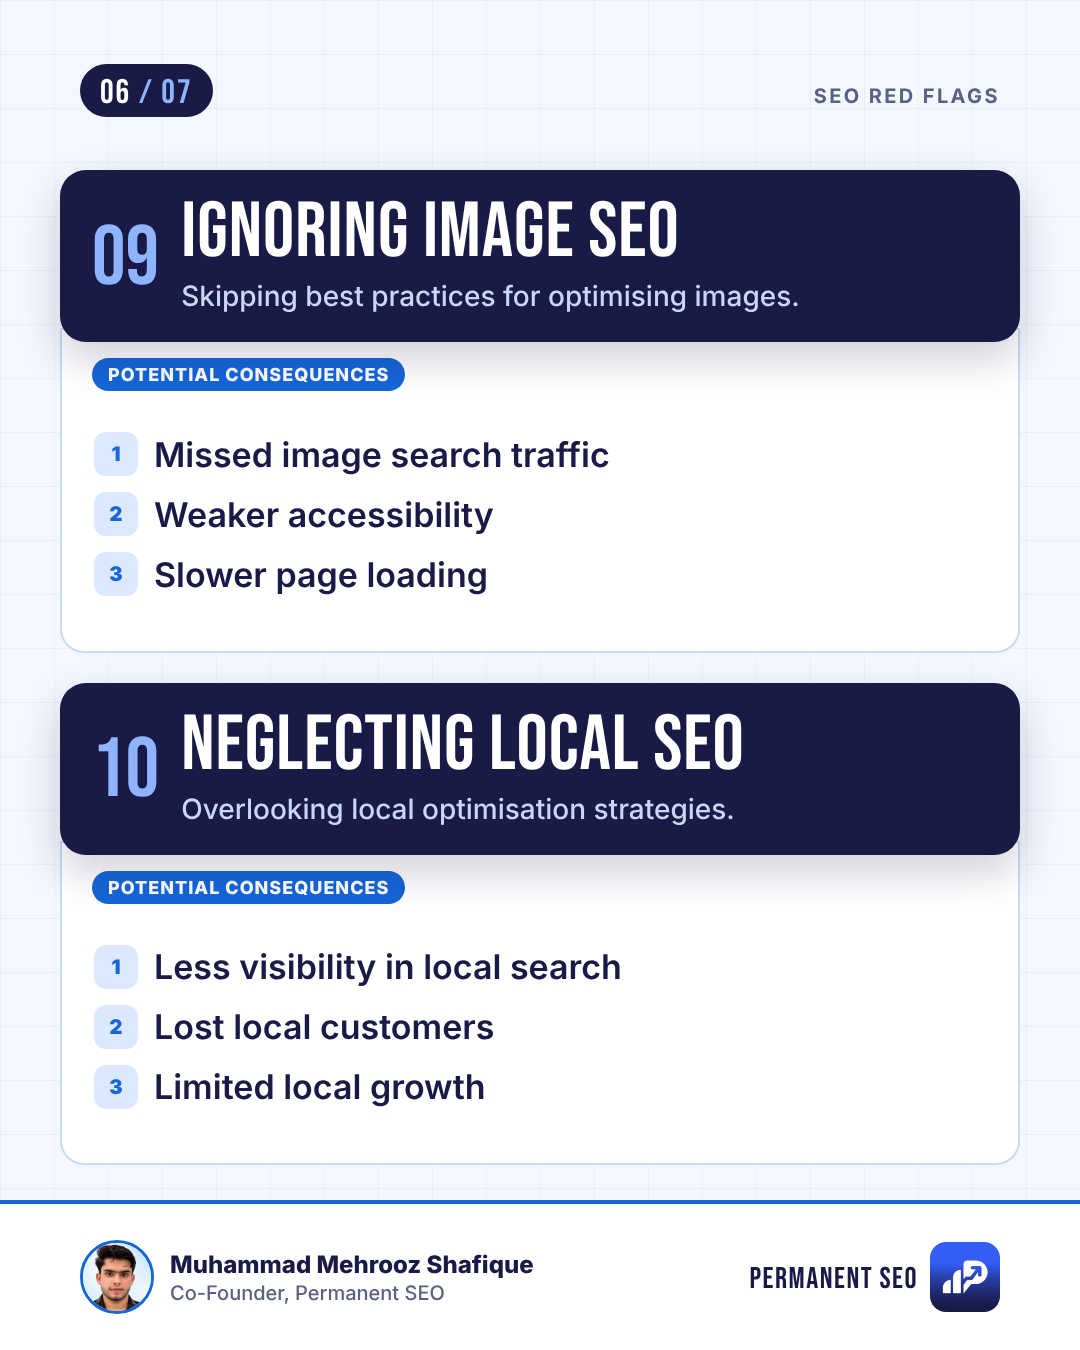 06 / 07
SEO RED FLAGS
09
IGNORING IMAGE SEO
Skipping best practices for optimising images.
POTENTIAL CONSEQUENCES
1 Missed image search traffic
2 Weaker accessibility
3 Slower page loading
10
NEGLECTING LOCAL SEO
Overlooking local optimisation strategies.
POTENTIAL CONSEQUENCES
1 Less visibility in local search
2 Lost local customers
3 Limited local growth
Muhammad Mehrooz Shafique
Co-Founder, Permanent SEO
PERMANENT SEO